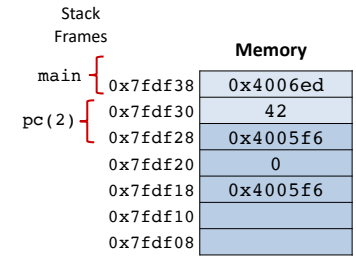 Stack
Frames
Memory
main
0x7fdf38 0x4006ed
0x7fdf30 42
pc(2)
0x7fdf28 0x4005f6
0x7fdf20 0
0x7fdf18 0x4005f6
0x7fdf10
0x7fdf08